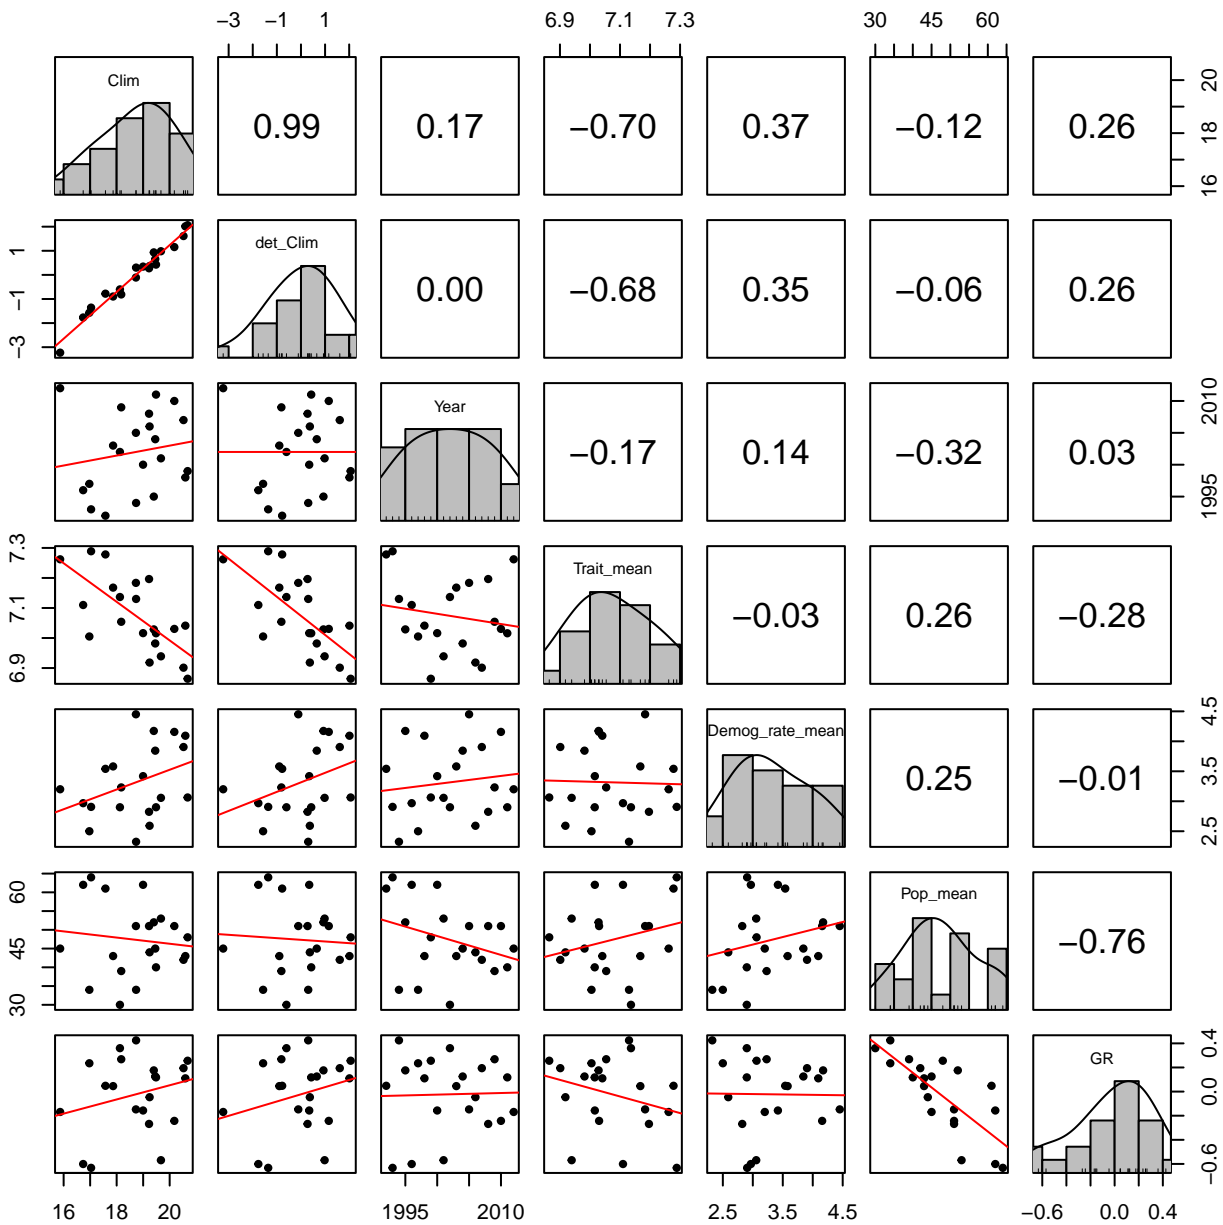 −3 −1 1 6.9 7.1 7.3 30 45 60
Clim
0.99 0.17 −0.70 0.37 −0.12 0.26
16 18 20
−3 −1 1
det_Clim
0.00 −0.68 0.35 −0.06 0.26
Year
−0.17 0.14 −0.32 0.03
1995 2010
6.9 7.1 7.3
Trait_mean
−0.03 0.26 −0.28
Demog_rate_mean
0.25 −0.01
2.5 3.5 4.5
30 45 60
Pop_mean
−0.76
GR
−0.6 0.0 0.4
16 18 20 1995 2010 2.5 3.5 4.5 −0.6 0.0 0.4